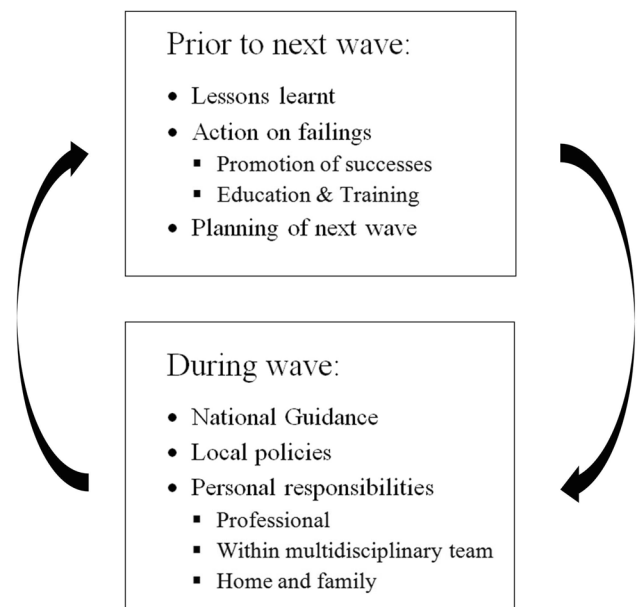 Prior to next wave:
• Lessons learnt
• Action on failings
▪ Promotion of successes
▪ Education & Training
• Planning of next wave
During wave:
• National Guidance
• Local policies
• Personal responsibilities
▪ Professional
▪ Within multidisciplinary team
▪ Home and family